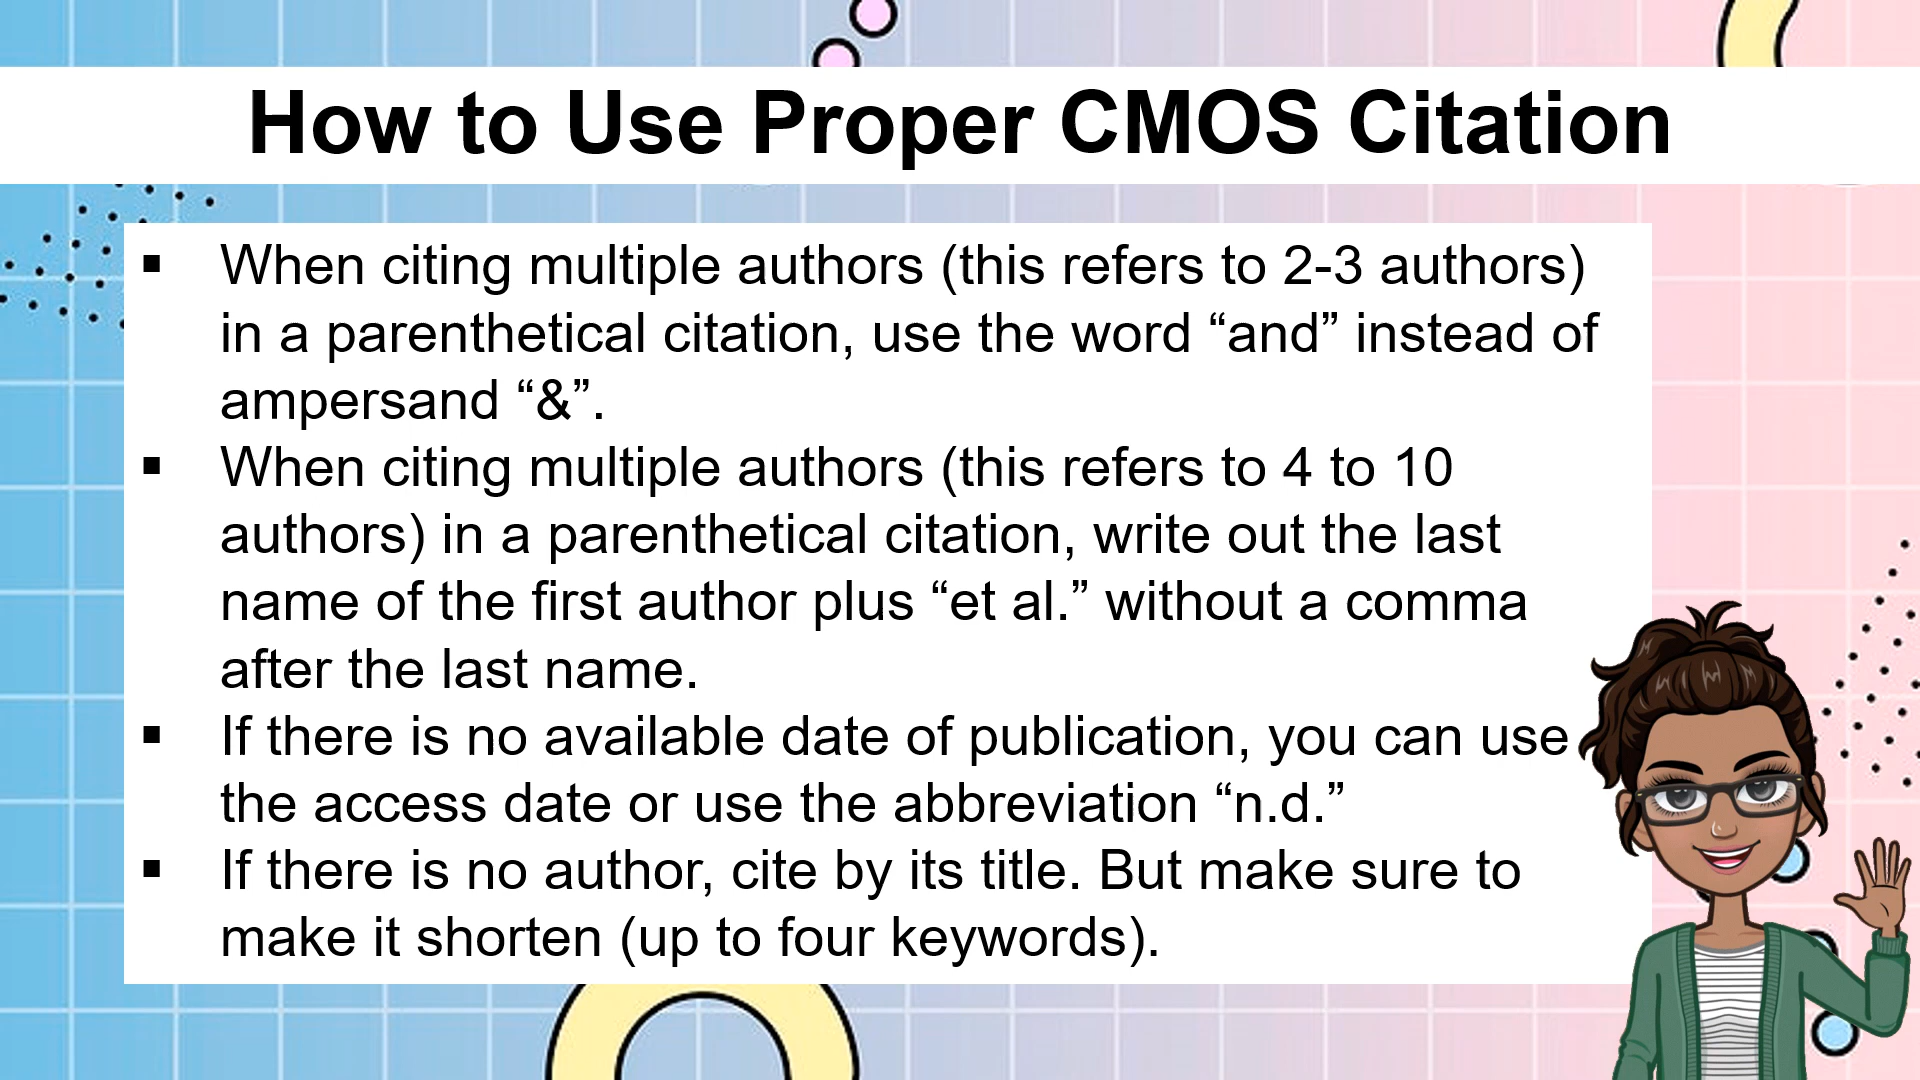 How to Use Proper CMOS Citation
▪ When citing multiple authors (this refers to 2-3 authors)
in a parenthetical citation, use the word “and” instead of
ampersand “&”.
▪ When citing multiple authors (this refers to 4 to 10
authors) in a parenthetical citation, write out the last
name of the first author plus “et al.” without a comma
after the last name.
▪ If there is no available date of publication, you can use
the access date or use the abbreviation “n.d.”
▪ If there is no author, cite by its title. But make sure to
make it shorten (up to four keywords).